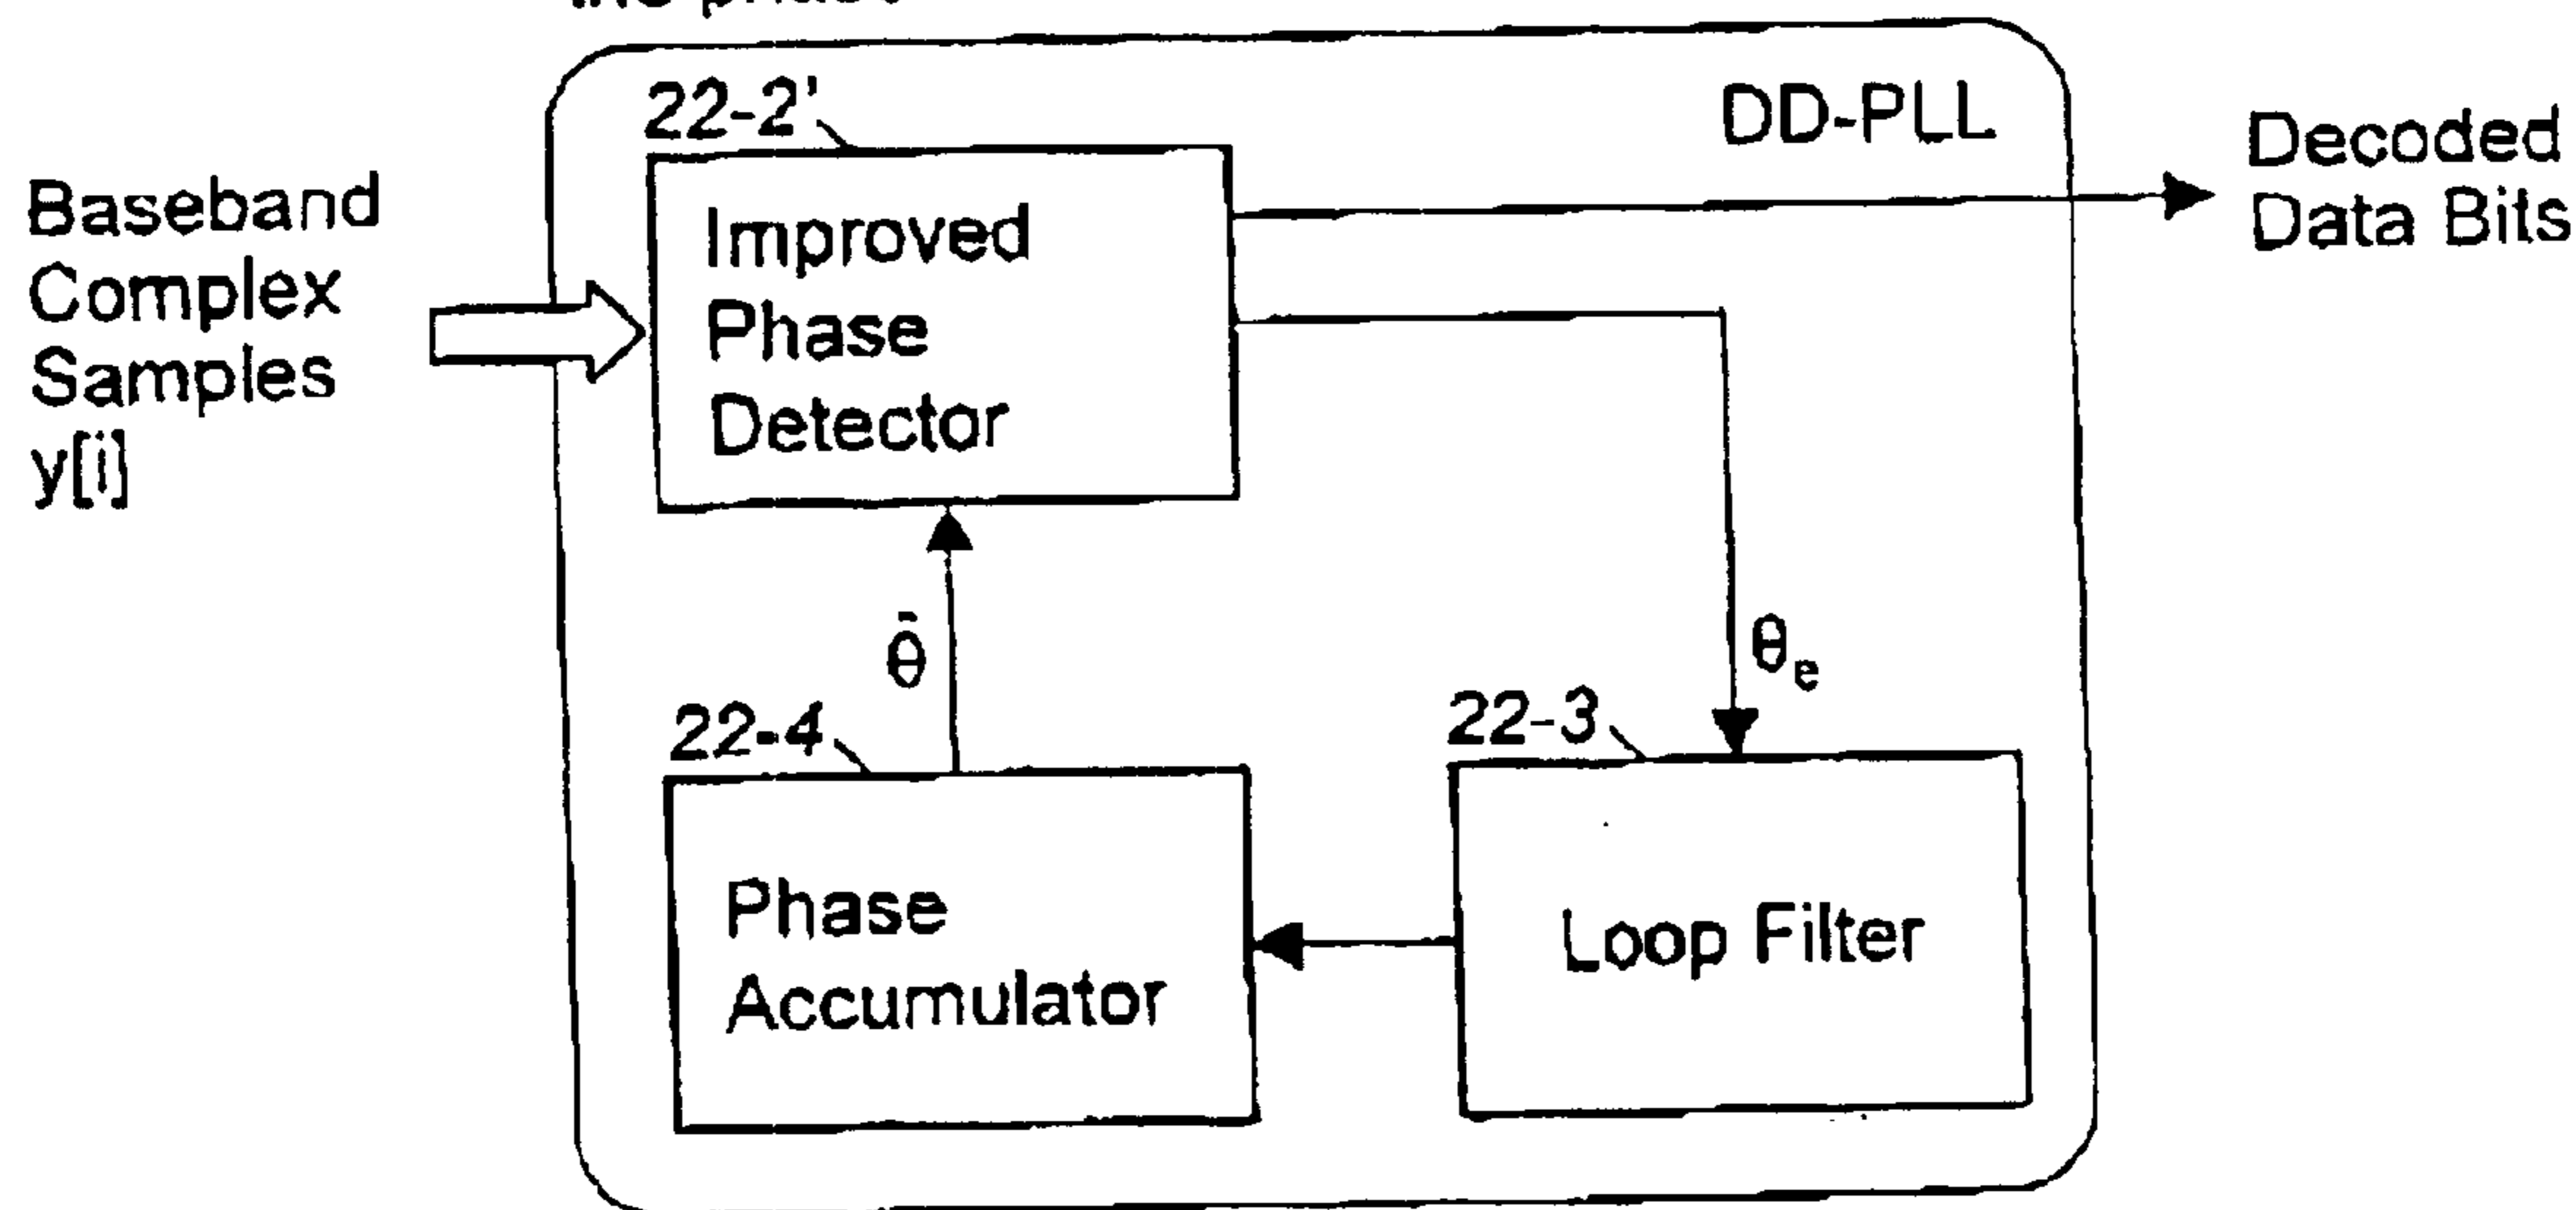 22-2'
DD-PLL
Decoded
Data Bits
Baseband
Complex
Samples
y[i]
Improved
Phase
Detector
θ̄
θe
22-4
22-3
Phase
Accumulator
Loop Filter